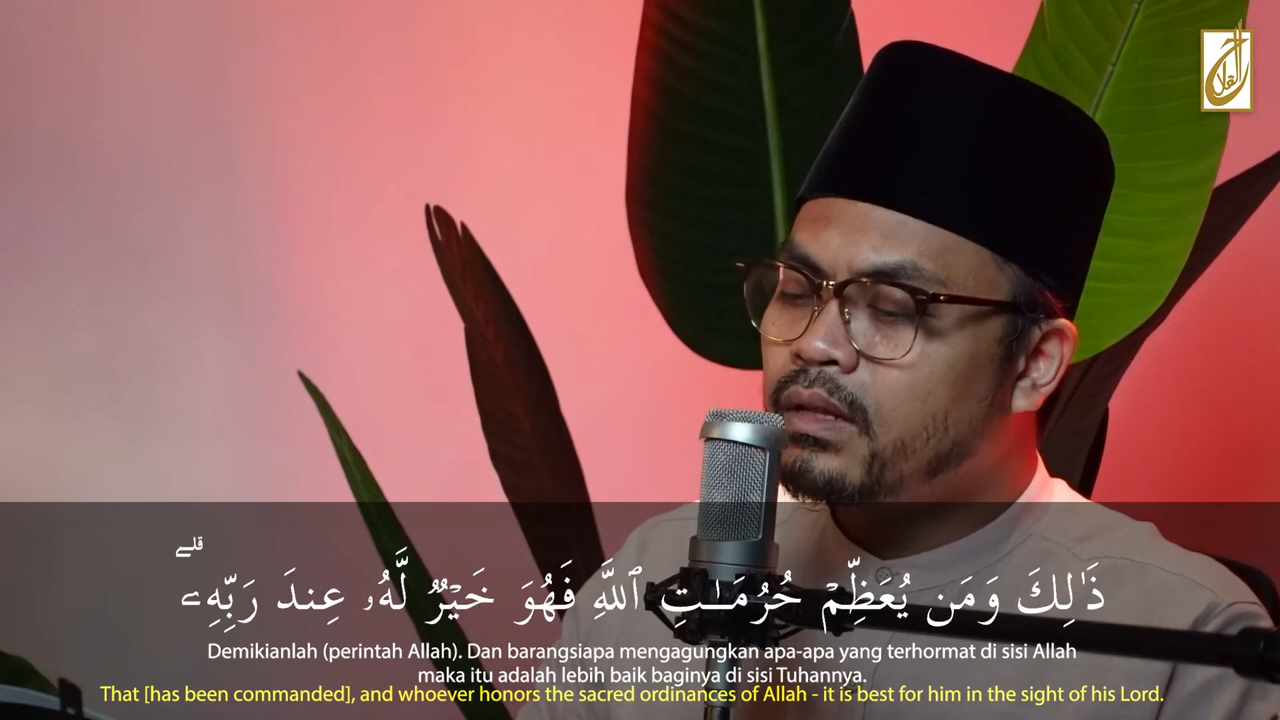 القلاح
ذَٰلِكَ وَمَن يُعَظِّمْ حُرُمَـٰتِ ٱللَّهِ فَهُوَ خَيْرٌۭ لَّهُۥ عِندَ رَبِّهِۦ ۗ
Demikianlah (perintah Allah). Dan barangsiapa mengagungkan apa-apa yang terhormat di sisi Allah
maka itu adalah lebih baik baginya di sisi Tuhannya.
That [has been commanded], and whoever honors the sacred ordinances of Allah - it is best for him in the sight of his Lord.